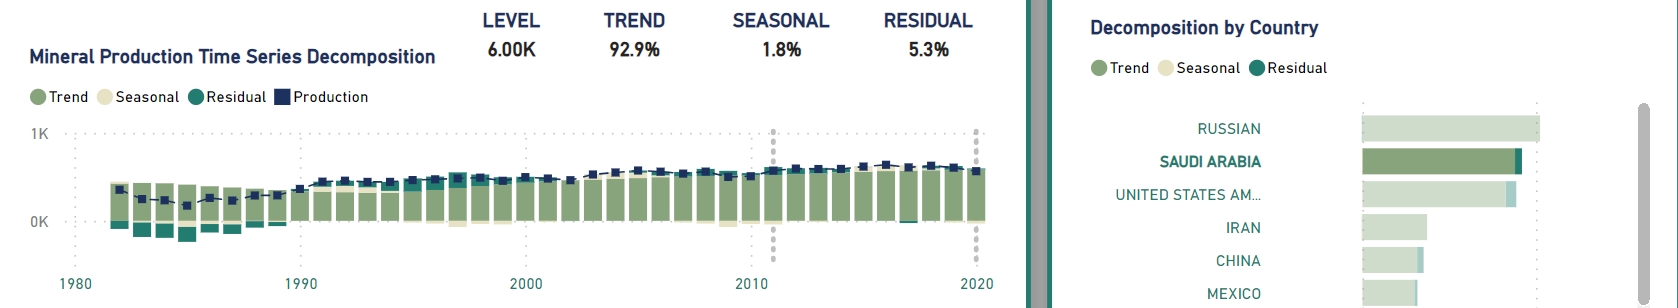 LEVEL TREND SEASONAL RESIDUAL
6.00K 92.9% 1.8% 5.3%
Mineral Production Time Series Decomposition
Trend Seasonal Residual Production
1K
0K
1980 1990 2000 2010 2020
Decomposition by Country
Trend Seasonal Residual
RUSSIAN
SAUDI ARABIA
UNITED STATES AM...
IRAN
CHINA
MEXICO